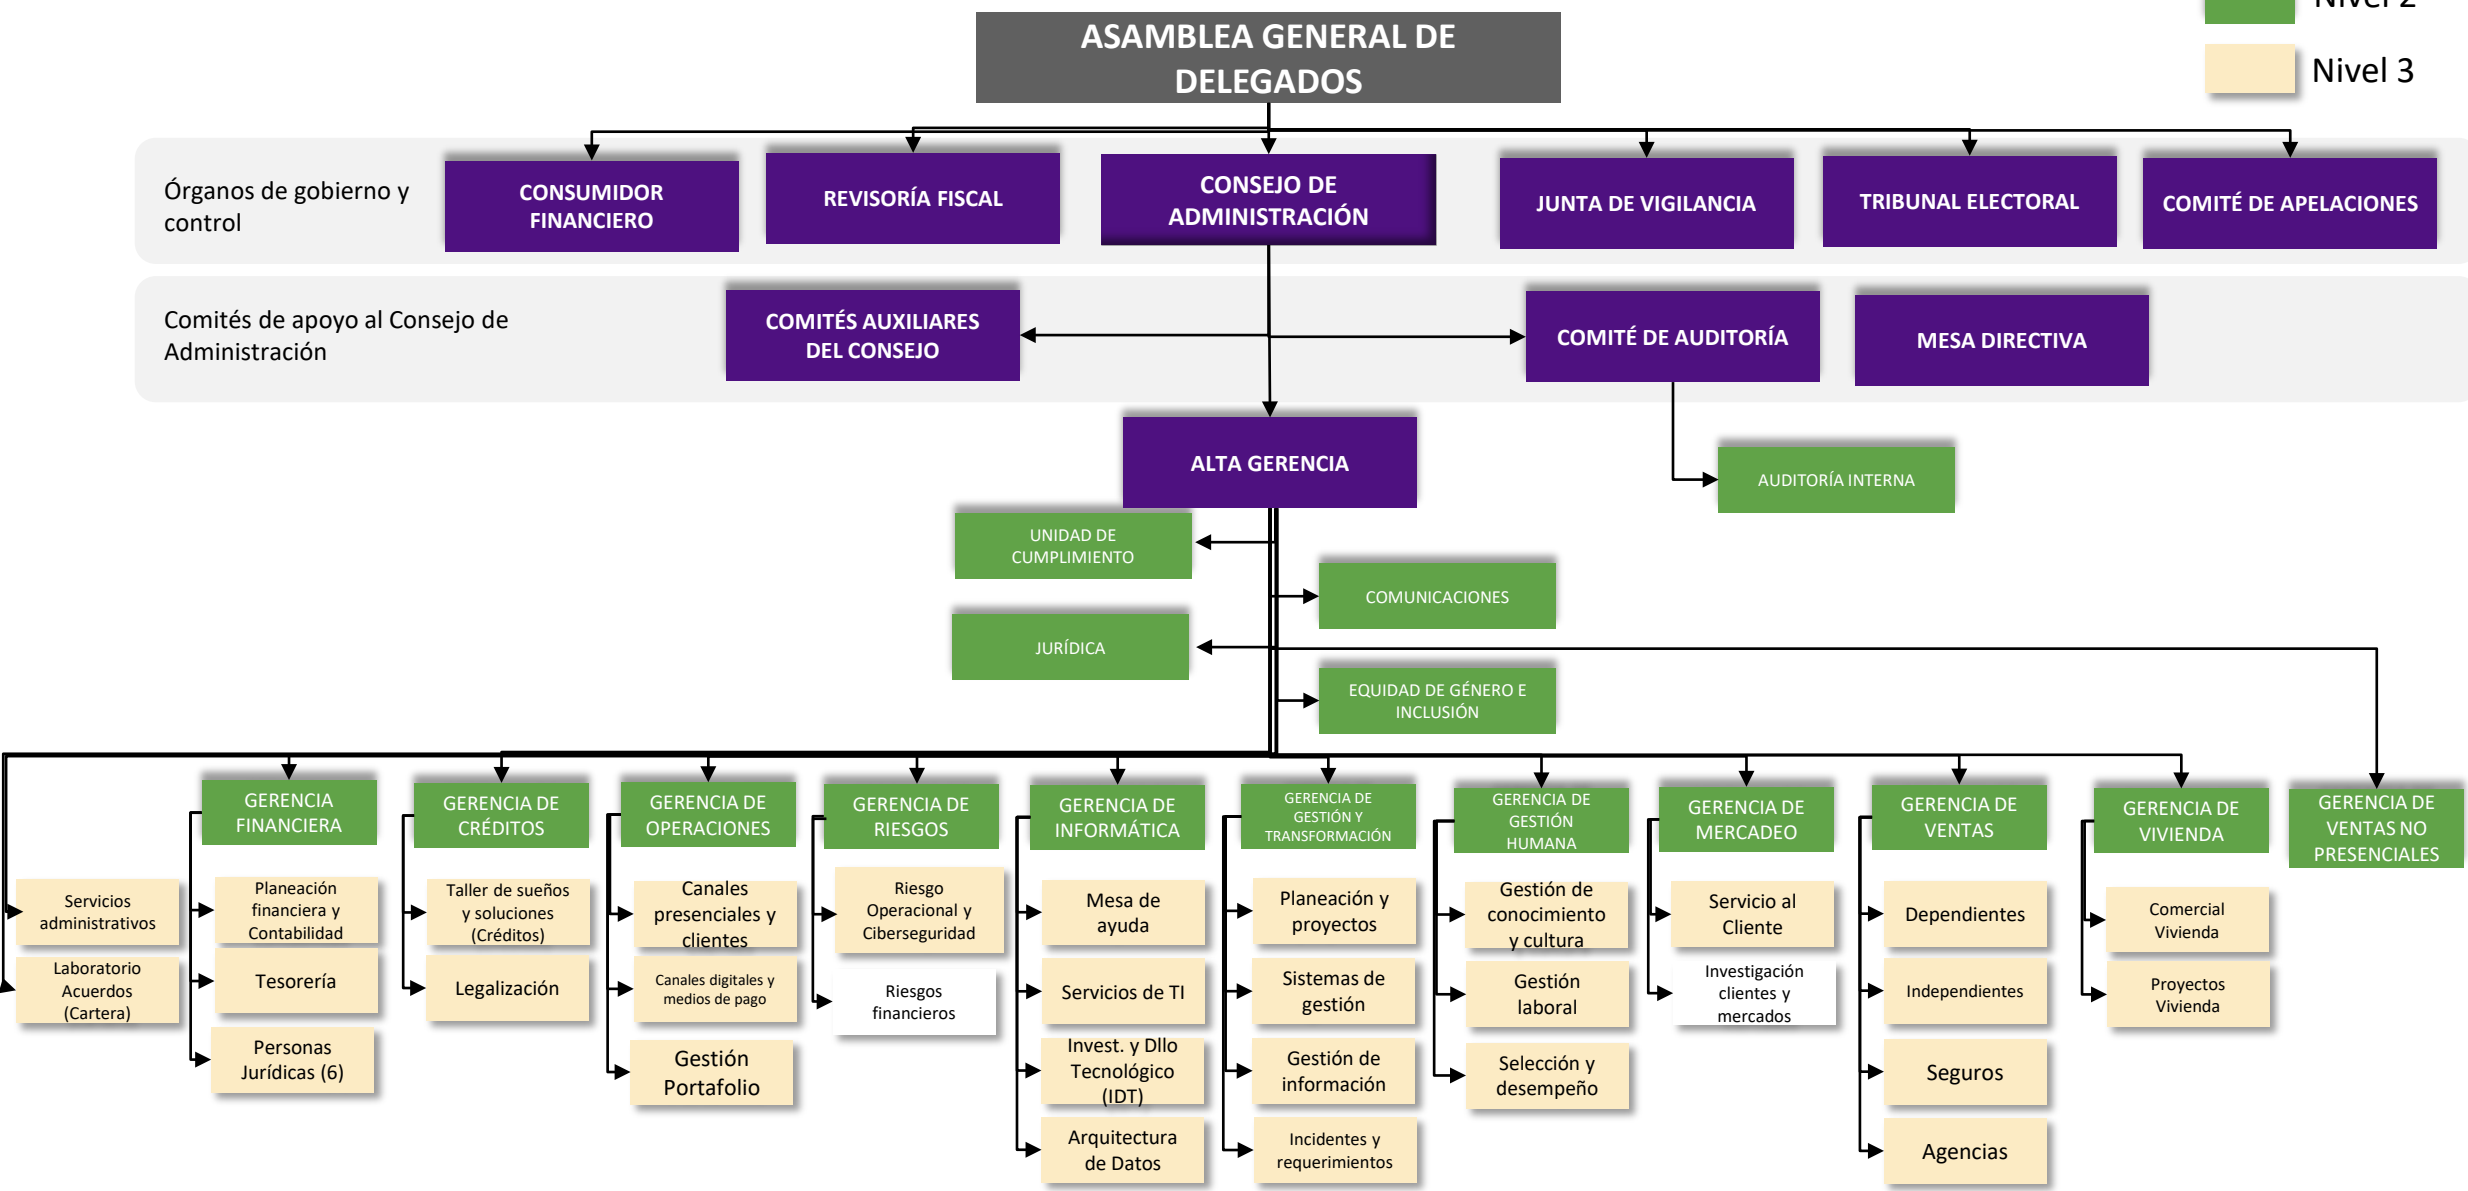 Nivel 2
Nivel 3
ASAMBLEA GENERAL DE
DELEGADOS
Órganos de gobierno y
control
CONSUMIDOR
FINANCIERO
REVISORÍA FISCAL
CONSEJO DE
ADMINISTRACIÓN
JUNTA DE VIGILANCIA
TRIBUNAL ELECTORAL
COMITÉ DE APELACIONES
Comités de apoyo al Consejo de
Administración
COMITÉS AUXILIARES
DEL CONSEJO
COMITÉ DE AUDITORÍA
MESA DIRECTIVA
ALTA GERENCIA
AUDITORÍA INTERNA
UNIDAD DE
CUMPLIMIENTO
COMUNICACIONES
JURÍDICA
EQUIDAD DE GÉNERO E
INCLUSIÓN
GERENCIA
FINANCIERA
GERENCIA DE
CRÉDITOS
GERENCIA DE
OPERACIONES
GERENCIA DE
RIESGOS
GERENCIA DE
INFORMÁTICA
GERENCIA DE
GESTIÓN Y
TRANSFORMACIÓN
GERENCIA DE
GESTIÓN
HUMANA
GERENCIA DE
MERCADEO
GERENCIA DE
VENTAS
GERENCIA DE
VIVIENDA
GERENCIA DE
VENTAS NO
PRESENCIALES
Servicios
administrativos
Laboratorio
Acuerdos
(Cartera)
Planeación
financiera y
Contabilidad
Tesorería
Personas
Jurídicas (6)
Taller de sueños
y soluciones
(Créditos)
Legalización
Canales
presenciales y
clientes
Canales digitales y
medios de pago
Gestión
Portafolio
Riesgo
Operacional y
Ciberseguridad
Riesgos
financieros
Mesa de
ayuda
Servicios de TI
Invest. y Dllo
Tecnológico
(IDT)
Arquitectura
de Datos
Planeación y
proyectos
Sistemas de
gestión
Gestión de
información
Incidentes y
requerimientos
Gestión de
conocimiento
y cultura
Gestión
laboral
Selección y
desempeño
Servicio al
Cliente
Investigación
clientes y
mercados
Dependientes
Independientes
Seguros
Agencias
Comercial
Vivienda
Proyectos
Vivienda